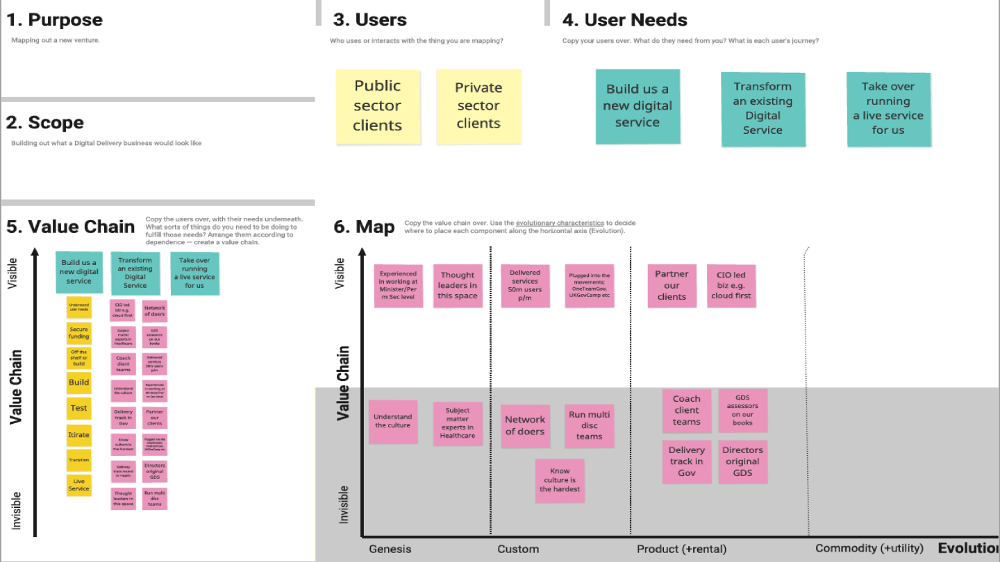 1. Purpose
Mapping out a new venture.
2. Scope
Building out what a Digital Delivery business would look like
3. Users
Who uses or interacts with the thing you are mapping?
Public
sector
clients
Private
sector
clients
4. User Needs
Copy your users over. What do they need from you? What is each user's journey?
Build us a
new digital
service
Transform
an existing
Digital
Service
Take over
running
a live service
for us
5. Value Chain
Copy the users over, with their needs underneath.
What sorts of things do you need to be doing to
fulfill those needs? Arrange them according to
dependence — create a value chain.
Visible
Value Chain
Invisible
Build us a
new digital
service
Transform
an existing
Digital
Service
Take over
running
a live service
for us
Understand
user needs
Secure
funding
Off the
shelf or
build
Build
Test
Itirate
Transition
Live
Service
CIO led
biz e.g.
cloud first
Network
of doers
Subject
matter
experts in
Healthcare
GDS
assessors
on our
books
Coach
client
teams
Delivered
services
50m users
p/m
Understand
the culture
Experienced
in working at
Minister/Per
m Sec level
Delivery
track in
Gov
Partner
our
clients
Know
culture is
the hardest
Plugged into the
movements;
OneTeamGov,
UKGovCamp etc
Delivery
track record
in Health
Directors
original
GDS
Thought
leaders in
this space
Run multi
disc
teams
6. Map
Copy the value chain over. Use the evolutionary characteristics to decide
where to place each component along the horizontal axis (Evolution).
Visible
Value Chain
Invisible
Experienced
in working at
Minister/Per
m Sec level
Thought
leaders in
this space
Delivered
services
50m users
p/m
Plugged into the
movements;
OneTeamGov,
UKGovCamp etc
Partner
our
clients
CIO led
biz e.g.
cloud first
Understand
the culture
Subject
matter
experts in
Healthcare
Network
of doers
Run multi
disc
teams
Know
culture is
the hardest
Coach
client
teams
GDS
assessors
on our
books
Delivery
track in
Gov
Directors
original
GDS
Genesis
Custom
Product (+rental)
Commodity (+utility)
Evolution